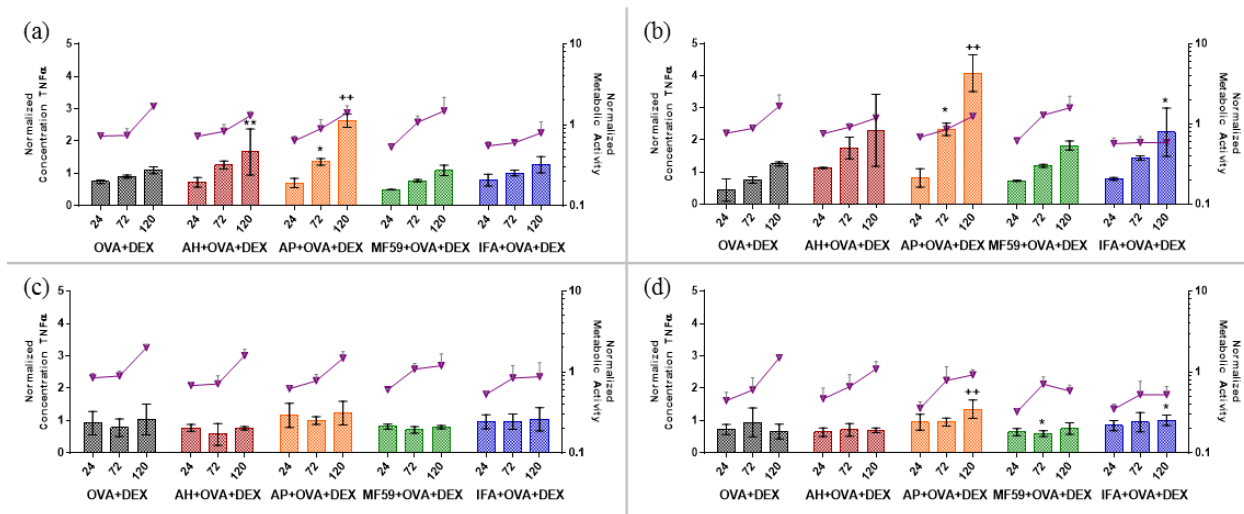 (a)
Normalized
Concentration TNFα
5
4
3
2
1
0
** * ++
10
1
0.1
Normalized
Metabolic Activity
24 72 120 24 72 120 24 72 120 24 72 120 24 72 120
OVA+DEX AH+OVA+DEX AP+OVA+DEX MF59+OVA+DEX IFA+OVA+DEX
(b)
Normalized
Concentration TNFα
5
4
3
2
1
0
* ++ *
10
1
0.1
Normalized
Metabolic Activity
24 72 120 24 72 120 24 72 120 24 72 120 24 72 120
OVA+DEX AH+OVA+DEX AP+OVA+DEX MF59+OVA+DEX IFA+OVA+DEX
(c)
Normalized
Concentration TNFα
5
4
3
2
1
0
10
1
0.1
Normalized
Metabolic Activity
24 72 120 24 72 120 24 72 120 24 72 120 24 72 120
OVA+DEX AH+OVA+DEX AP+OVA+DEX MF59+OVA+DEX IFA+OVA+DEX
(d)
Normalized
Concentration TNFα
5
4
3
2
1
0
++ * *
10
1
0.1
Normalized
Metabolic Activity
24 72 120 24 72 120 24 72 120 24 72 120 24 72 120
OVA+DEX AH+OVA+DEX AP+OVA+DEX MF59+OVA+DEX IFA+OVA+DEX